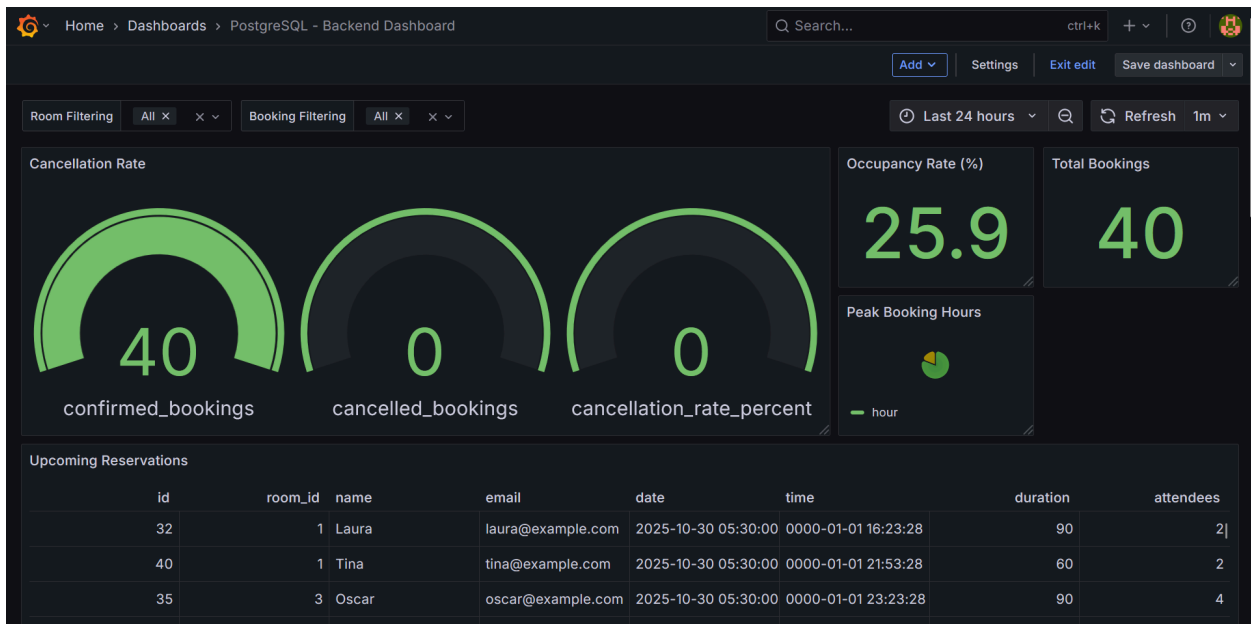 Home › Dashboards › PostgreSQL - Backend Dashboard Search... ctrl+k
Add Settings Exit edit Save dashboard
Room Filtering All × Booking Filtering All × Last 24 hours Refresh 1m
Cancellation Rate
40
confirmed_bookings
0
cancelled_bookings
0
cancellation_rate_percent
Occupancy Rate (%)
25.9
Total Bookings
40
Peak Booking Hours
hour
Upcoming Reservations
id room_id name email date time duration attendees
32 1 Laura laura@example.com 2025-10-30 05:30:00 0000-01-01 16:23:28 90 2
40 1 Tina tina@example.com 2025-10-30 05:30:00 0000-01-01 21:53:28 60 2
35 3 Oscar oscar@example.com 2025-10-30 05:30:00 0000-01-01 23:23:28 90 4